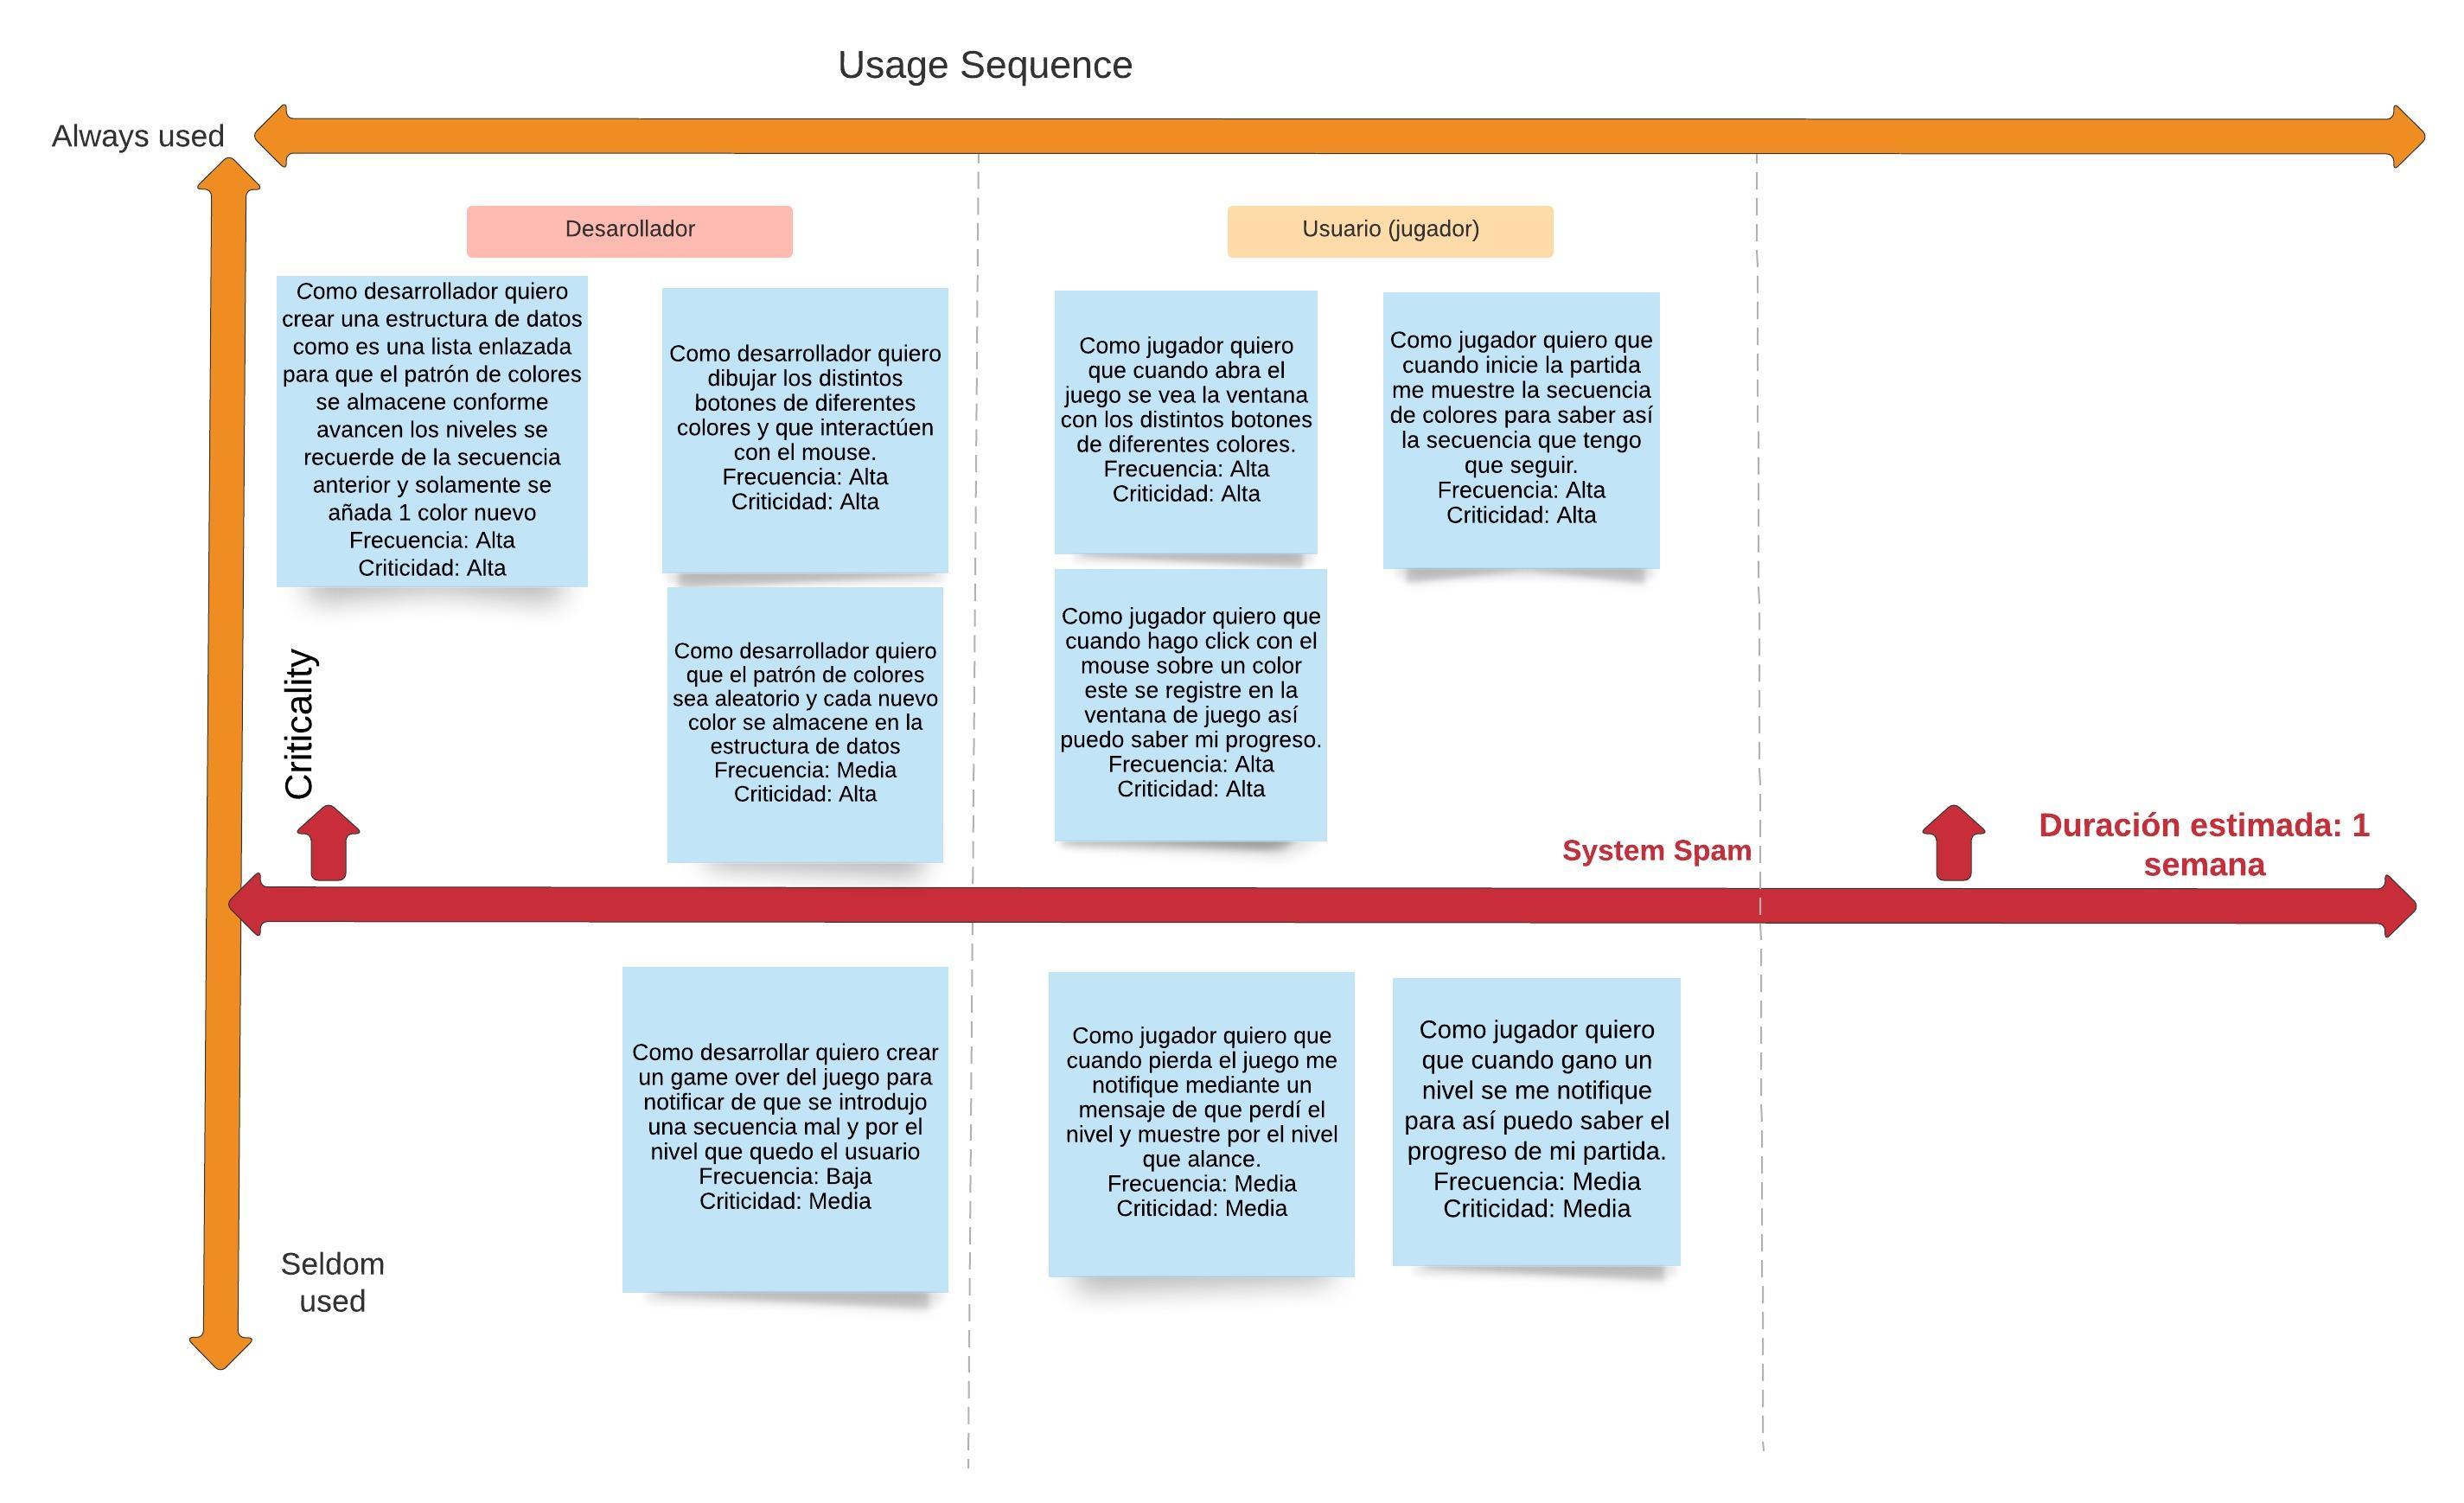 Usage Sequence
Always used
Desarollador
Usuario (jugador)
Como desarrollador quiero
crear una estructura de datos
como es una lista enlazada
para que el patrón de colores
se almacene conforme
avancen los niveles se
recuerde de la secuencia
anterior y solamente se
añada 1 color nuevo
Frecuencia: Alta
Criticidad: Alta
Como desarrollador quiero
dibujar los distintos
botones de diferentes
colores y que interactúen
con el mouse.
Frecuencia: Alta
Criticidad: Alta
Como jugador quiero
que cuando abra el
juego se vea la ventana
con los distintos botones
de diferentes colores.
Frecuencia: Alta
Criticidad: Alta
Como jugador quiero que
cuando inicie la partida
me muestre la secuencia
de colores para saber así
la secuencia que tengo
que seguir.
Frecuencia: Alta
Criticidad: Alta
Criticality
Como desarrollador quiero
que el patrón de colores
sea aleatorio y cada nuevo
color se almacene en la
estructura de datos
Frecuencia: Media
Criticidad: Alta
Como jugador quiero que
cuando hago click con el
mouse sobre un color
este se registre en la
ventana de juego así
puedo saber mi progreso.
Frecuencia: Alta
Criticidad: Alta
System Spam
Duración estimada: 1
semana
Como desarrollar quiero crear
un game over del juego para
notificar de que se introdujo
una secuencia mal y por el
nivel que quedo el usuario
Frecuencia: Baja
Criticidad: Media
Como jugador quiero que
cuando pierda el juego me
notifique mediante un
mensaje de que perdí el
nivel y muestre por el nivel
que alance.
Frecuencia: Media
Criticidad: Media
Como jugador quiero
que cuando gano un
nivel se me notifique
para así puedo saber el
progreso de mi partida.
Frecuencia: Media
Criticidad: Media
Seldom
used